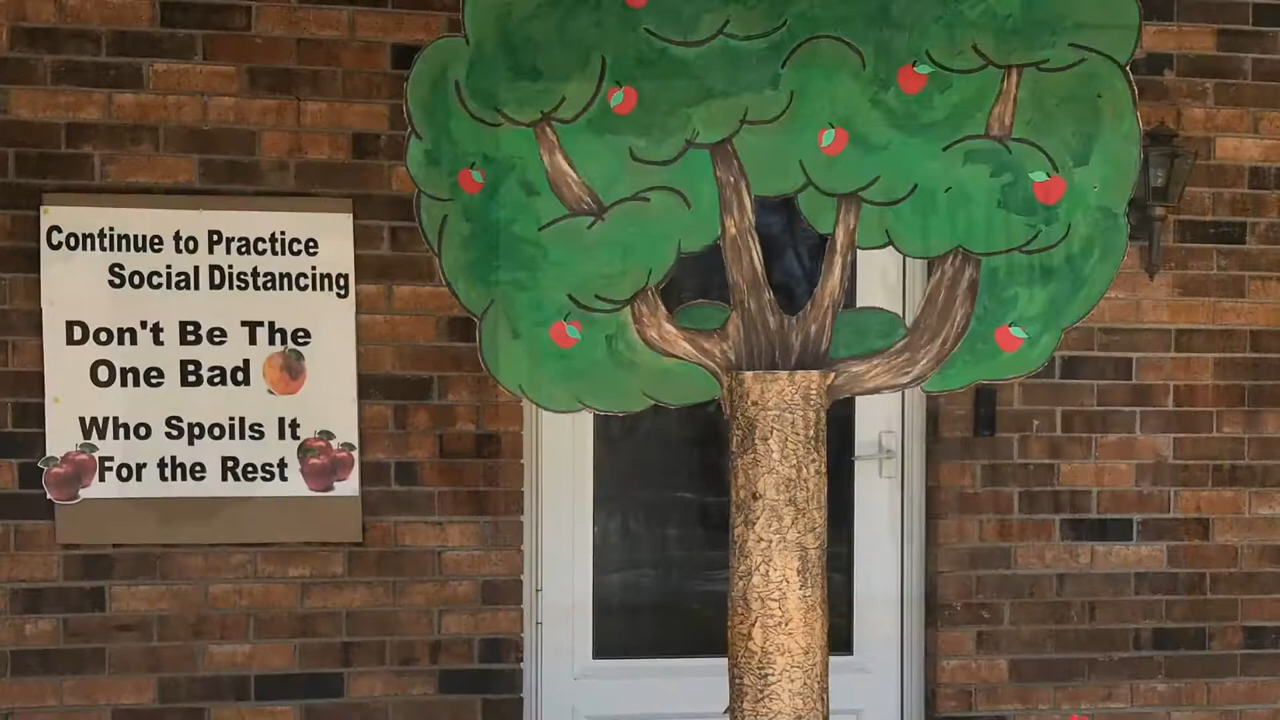 Continue to Practice
Social Distancing
Don't Be The
One Bad
Who Spoils It
For the Rest